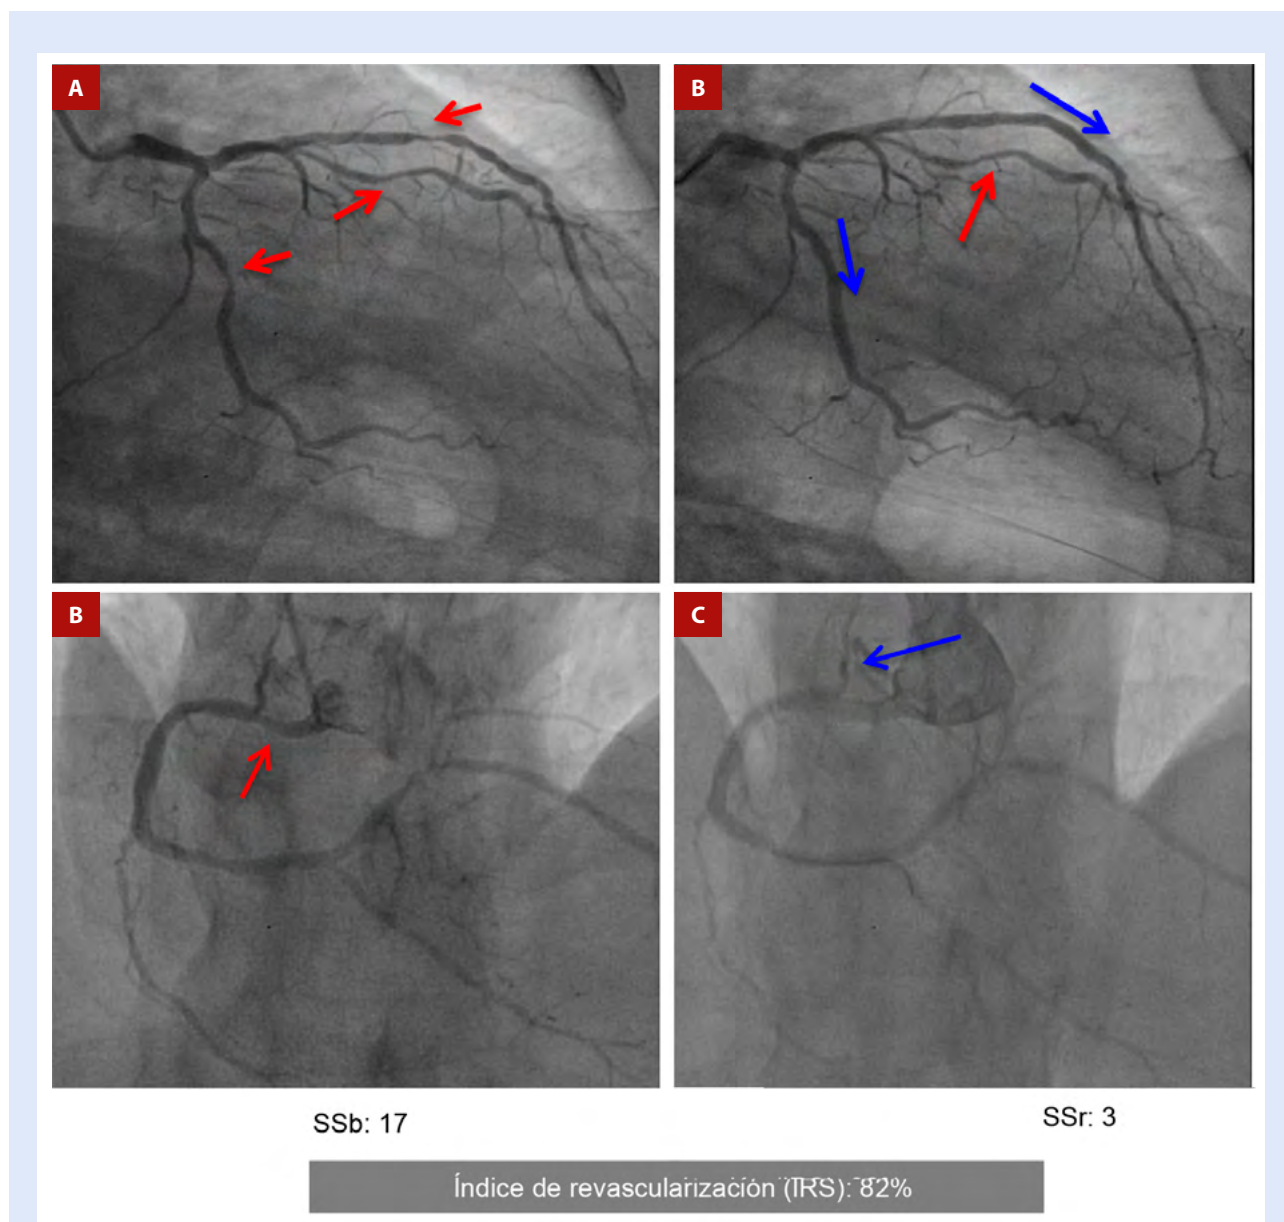 A
B
B
C
SSb: 17
SSr: 3
Índice de revascularización (IRS): 82%